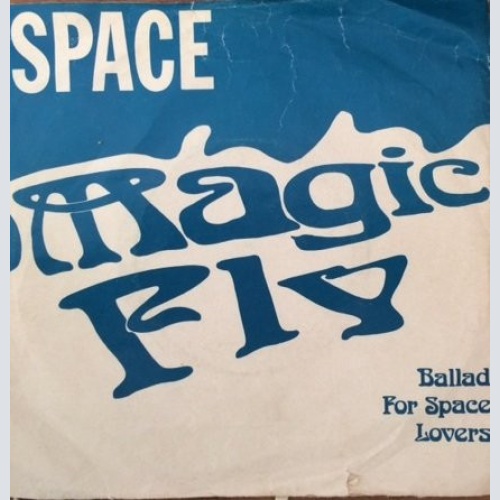 SPACE
Magic
Fly
Ballad
For Space
Lovers